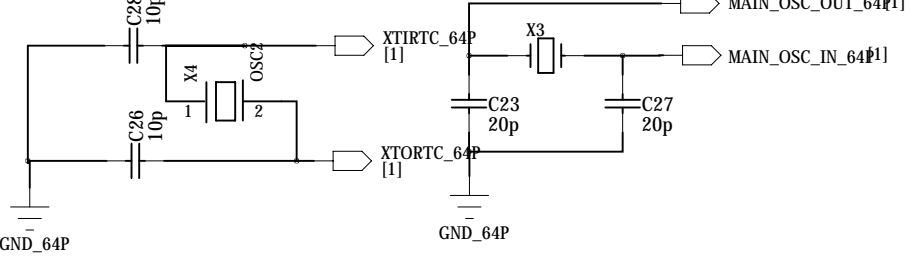 MAIN_OSC_OUT_64P[1]
C28
10p
X3
XTIRTC_64P
[1]
MAIN_OSC_IN_64P[1]
X4
OSC2
1
2
C23
20p
C27
20p
C26
10p
XTORTC_64P
[1]
GND_64P
GND_64P